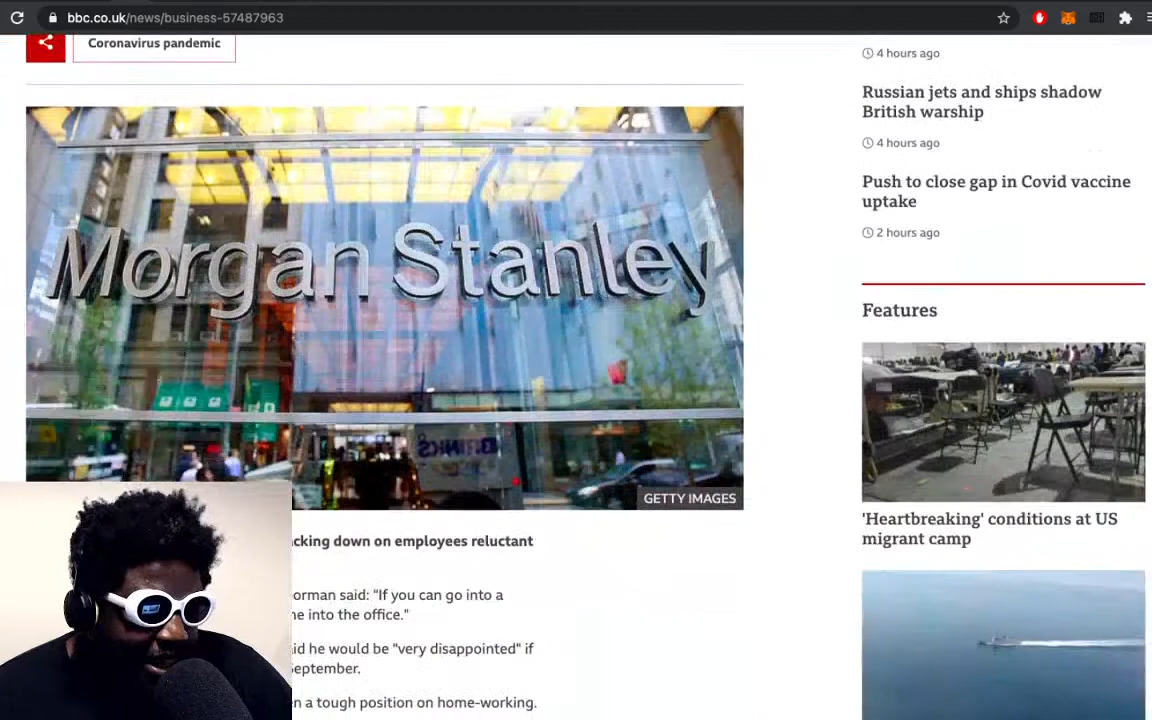 bbc.co.uk/news/business-57487963
Coronavirus pandemic
Morgan Stanley
BRINKS
GETTY IMAGES
cking down on employees reluctant
orman said: "If you can go into a
ne into the office."
id he would be "very disappointed" if
eptember.
n a tough position on home-working.
4 hours ago
Russian jets and ships shadow
British warship
4 hours ago
Push to close gap in Covid vaccine
uptake
2 hours ago
Features
'Heartbreaking' conditions at US
migrant camp